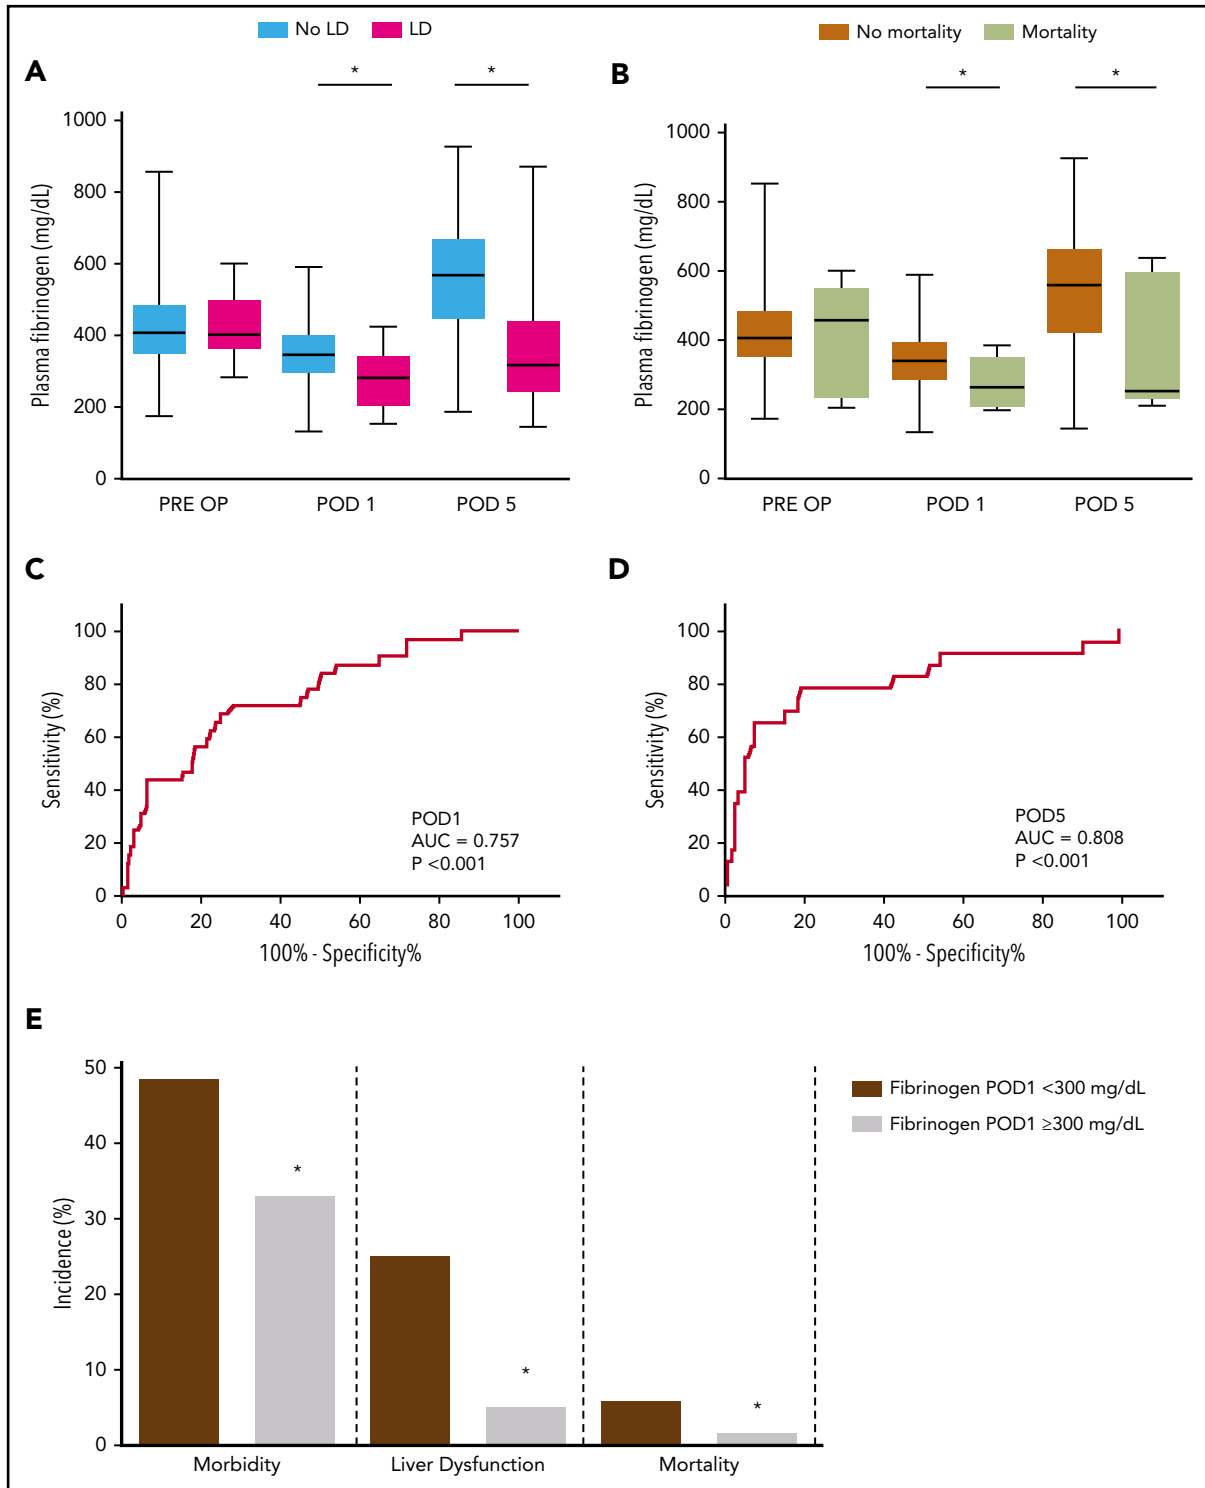 No LD LD
No mortality Mortality
A
*
*
1000
800
600
400
200
0
Plasma fibrinogen (mg/dL)
PRE OP POD 1 POD 5
B
*
*
1000
800
600
400
200
0
Plasma fibrinogen (mg/dL)
PRE OP POD 1 POD 5
C
100
80
60
40
20
0
Sensitivity (%)
POD1
AUC = 0.757
P <0.001
0 20 40 60 80 100
100% - Specificity%
D
100
80
60
40
20
0
Sensitivity (%)
POD5
AUC = 0.808
P <0.001
0 20 40 60 80 100
100% - Specificity%
E
50
40
30
20
10
0
Incidence (%)
*
*
*
Morbidity Liver Dysfunction Mortality
Fibrinogen POD1 <300 mg/dL
Fibrinogen POD1 ≥300 mg/dL